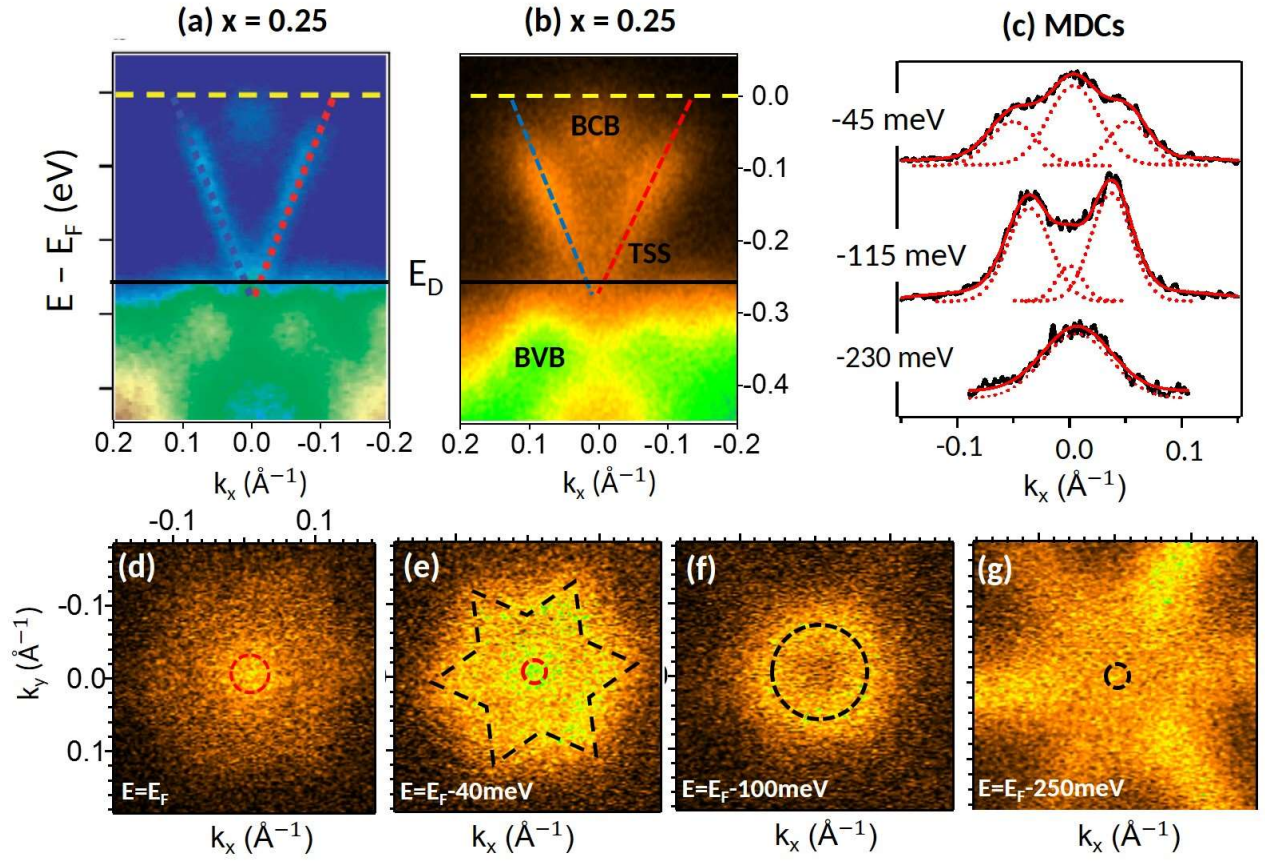 (a) x = 0.25
(b) x = 0.25
(c) MDCs
E − E_F (eV)
BCB
TSS
BVB
E_D
0.0
-0.1
-0.2
-0.3
-0.4
-45 meV
-115 meV
-230 meV
0.2 0.1 0.0 -0.1 -0.2
0.2 0.1 0.0 -0.1 -0.2
-0.1 0.0 0.1
k_x (Å⁻¹)
k_x (Å⁻¹)
k_x (Å⁻¹)
-0.1 0.1
(d)
(e)
(f)
(g)
-0.1
0.0
0.1
k_y (Å⁻¹)
E=E_F
E=E_F-40meV
E=E_F-100meV
E=E_F-250meV
k_x (Å⁻¹)
k_x (Å⁻¹)
k_x (Å⁻¹)
k_x (Å⁻¹)